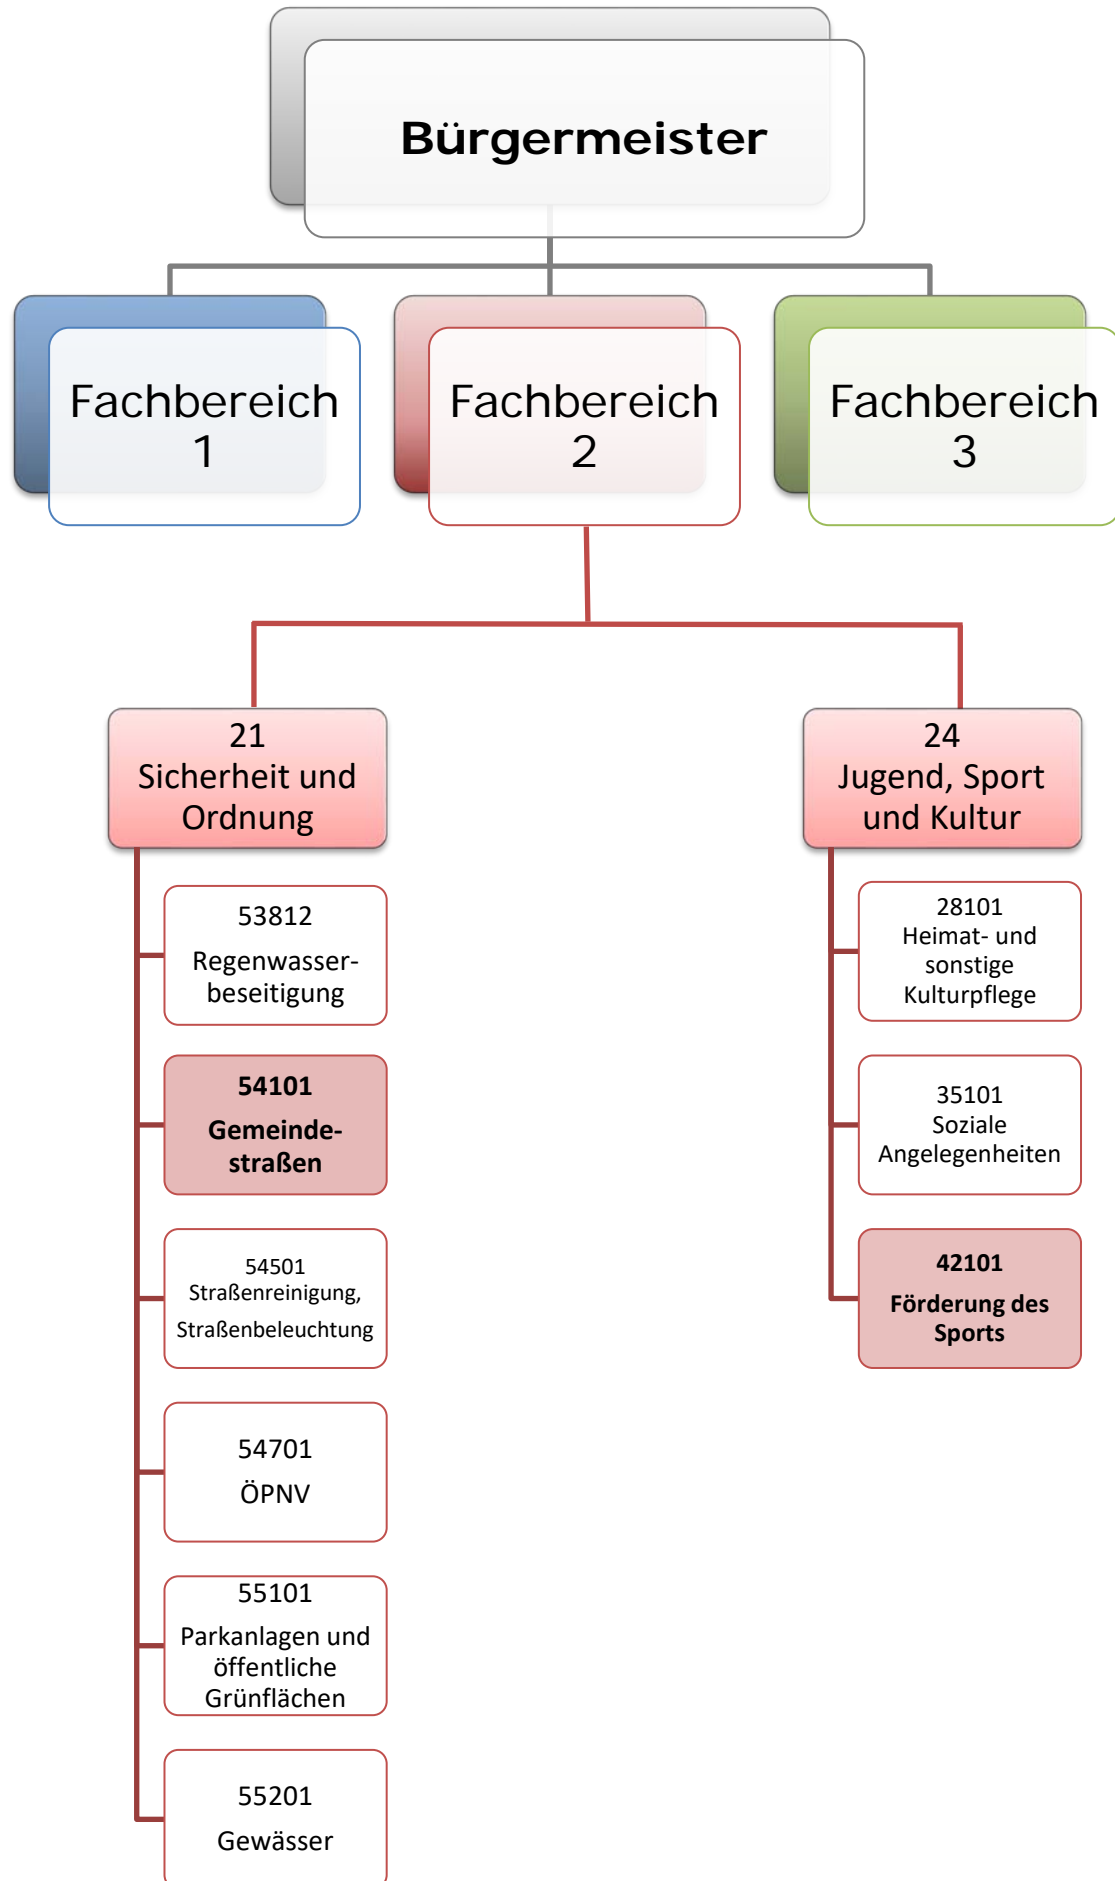 Bürgermeister
Fachbereich
1
Fachbereich
2
Fachbereich
3
21
Sicherheit und
Ordnung
53812
Regenwasser-
beseitigung
54101
Gemeinde-
straßen
54501
Straßenreinigung,
Straßenbeleuchtung
54701
ÖPNV
55101
Parkanlagen und
öffentliche
Grünflächen
55201
Gewässer
24
Jugend, Sport
und Kultur
28101
Heimat- und
sonstige
Kulturpflege
35101
Soziale
Angelegenheiten
42101
Förderung des
Sports